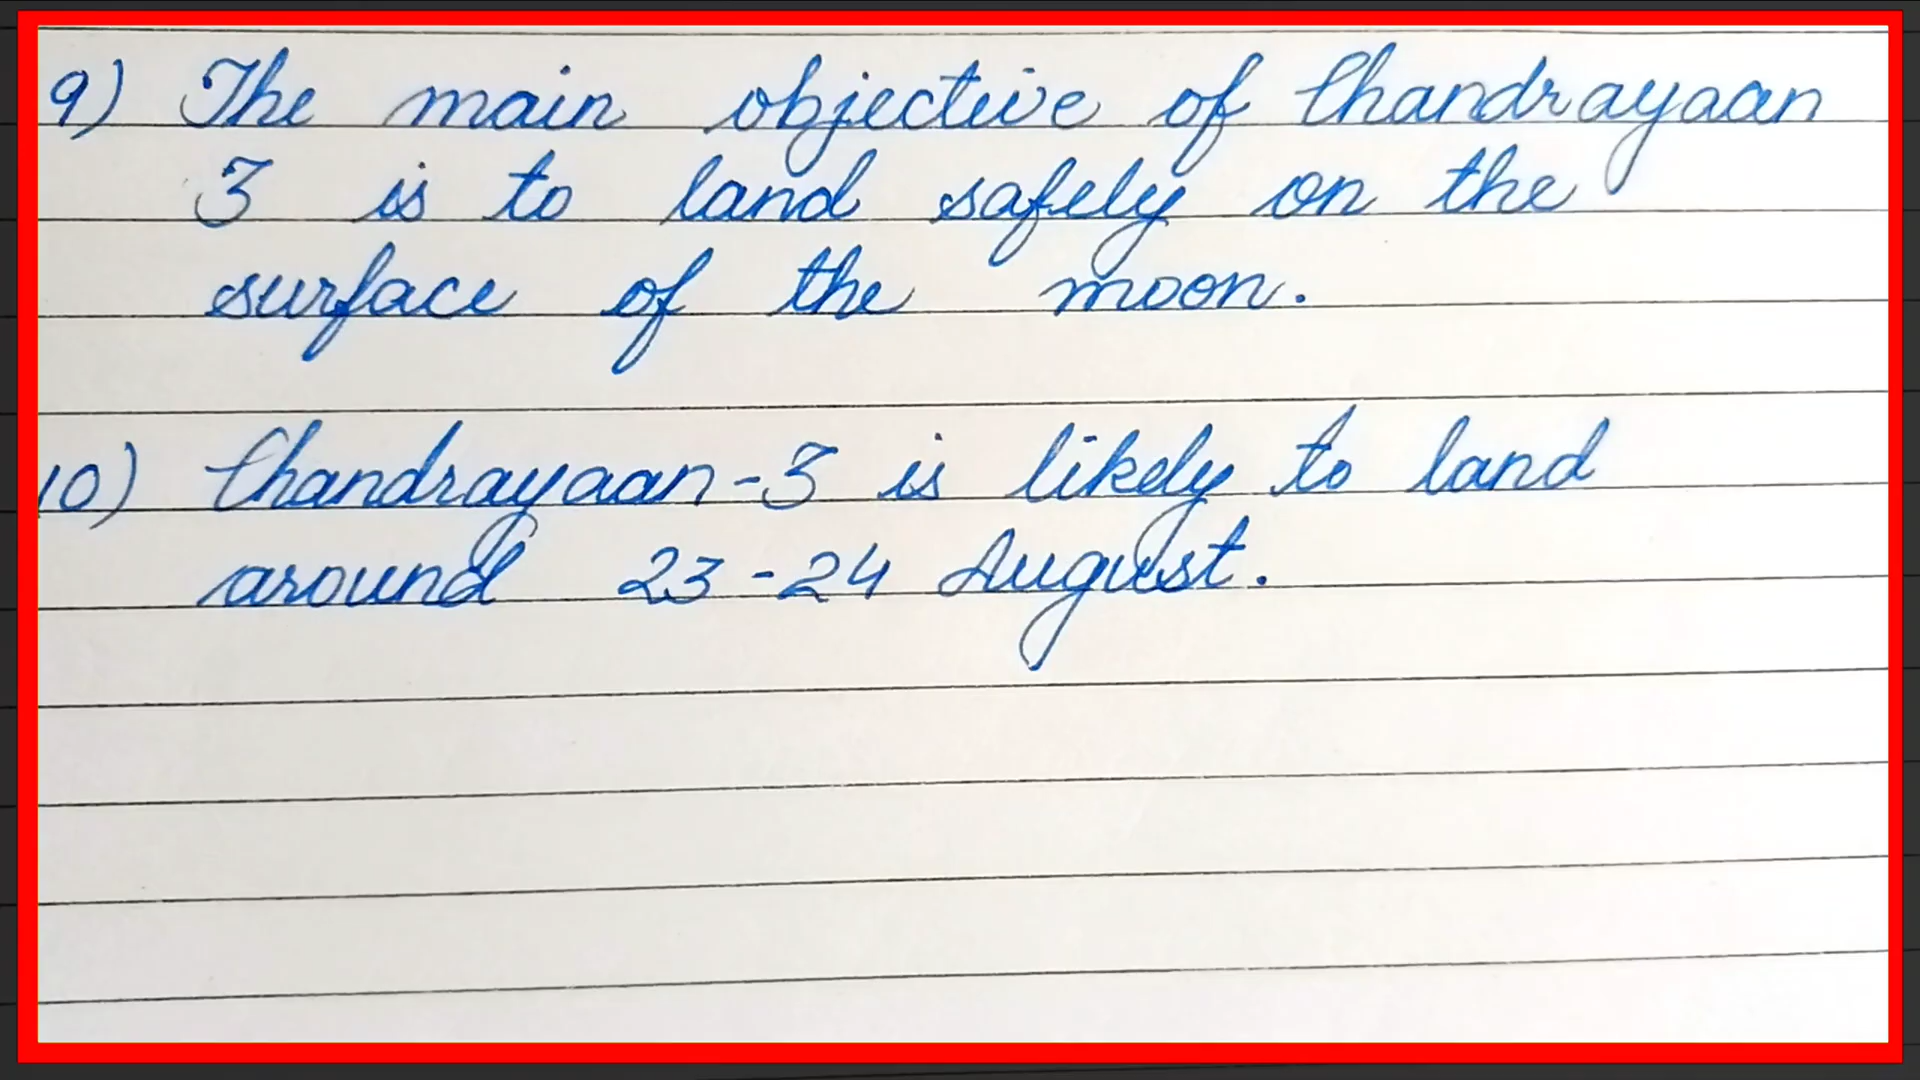 9) The main objective of Chandrayaan
3 is to land safely on the
surface of the moon.
10) Chandrayaan-3 is likely to land
around 23-24 August.